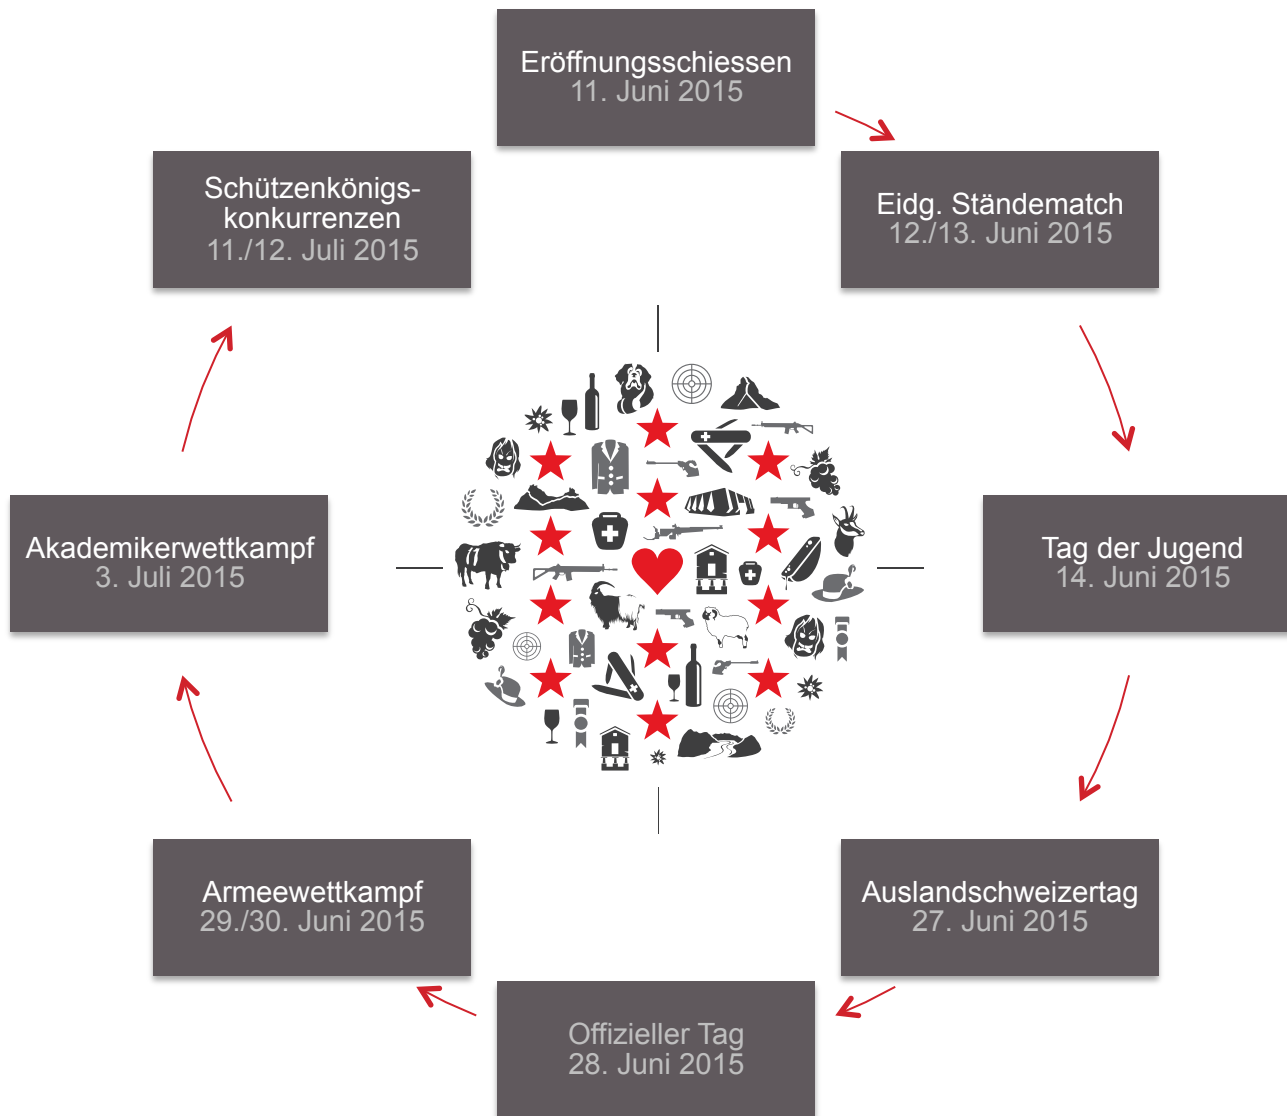 Eröffnungsschiessen
11. Juni 2015
Eidg. Ständematch
12./13. Juni 2015
Tag der Jugend
14. Juni 2015
Auslandschweizertag
27. Juni 2015
Offizieller Tag
28. Juni 2015
Armeewettkampf
29./30. Juni 2015
Akademikerwettkampf
3. Juli 2015
Schützenkönigs-
konkurrenzen
11./12. Juli 2015